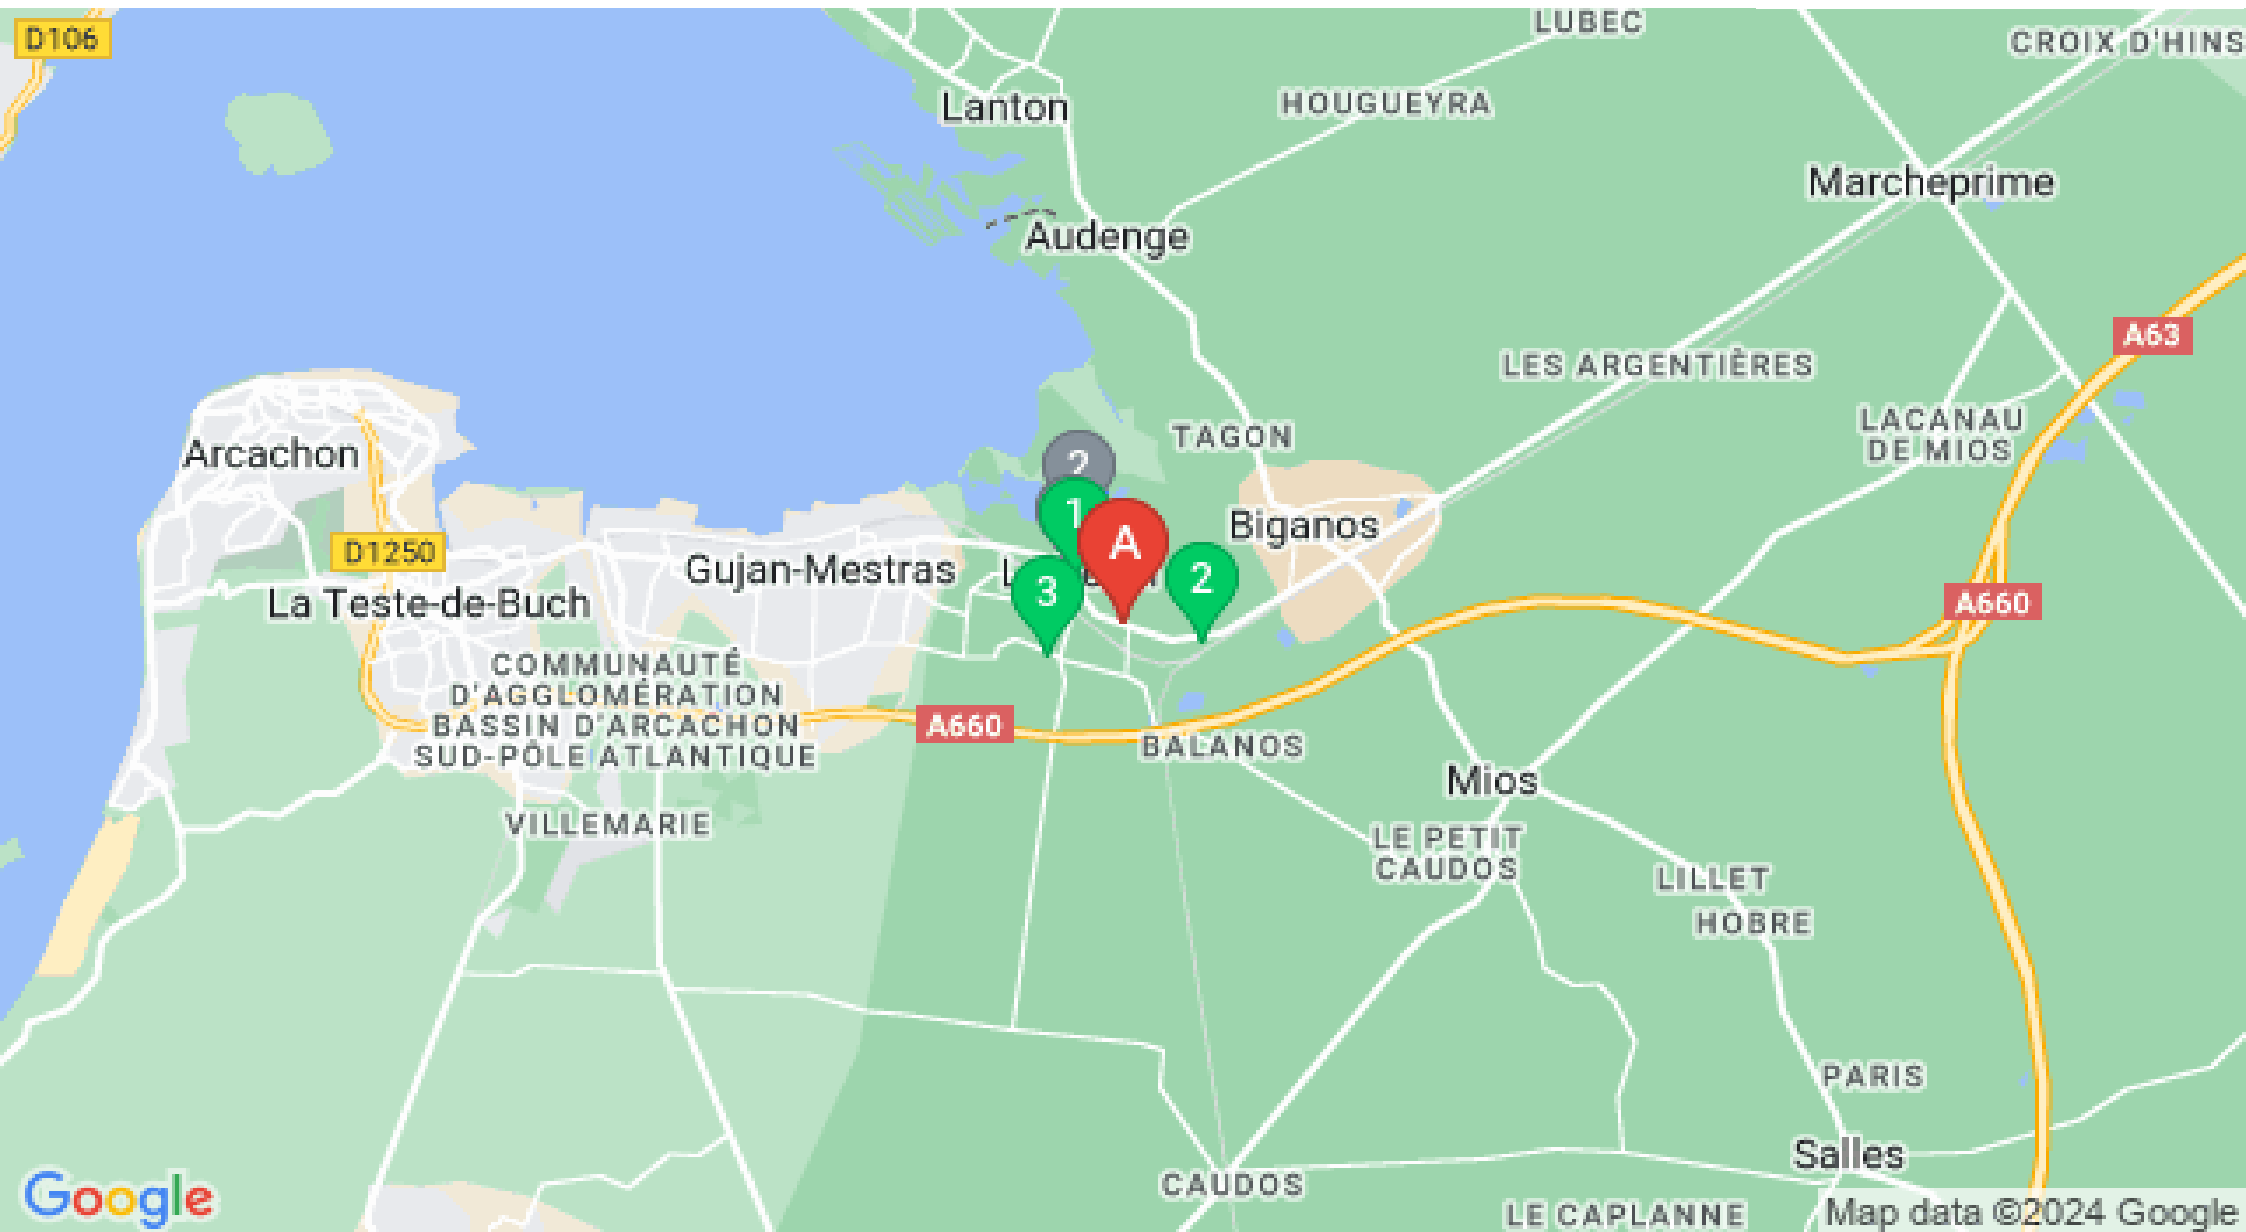 D106
LUBEC
CROIX D'HINS
Lanton
HOUGUEYRA
Marcheprime
Audenge
A63
LES ARGENTIÈRES
LACANAU
DE MIOS
TAGON
Arcachon
2
1
A
Biganos
D1250
Gujan-Mestras
3
2
La Teste-de-Buch
A660
COMMUNAUTÉ
D'AGGLOMÉRATION
BASSIN D'ARCACHON
SUD-PÔLE ATLANTIQUE
A660
BALANOS
Mios
VILLEMARIE
LE PETIT
CAUDOS
LILLET
HOBRE
PARIS
Salles
CAUDOS
LE CAPLANNE
Google
Map data ©2024 Google